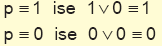 p ≡ 1 ise 1 ∨ 0 ≡ 1
p ≡ 0 ise 0 ∨ 0 ≡ 0